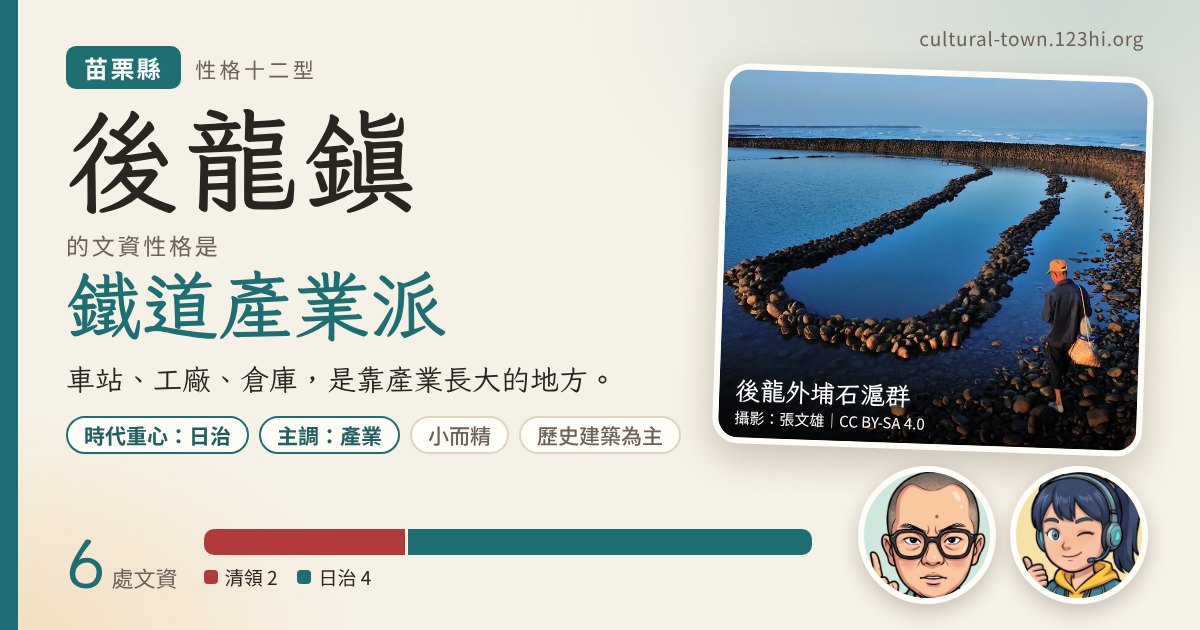 苗栗縣 性格十二型
cultural-town.123hi.org
後龍鎮
的文資性格是
鐵道產業派
車站、工廠、倉庫，是靠產業長大的地方。
時代重心：日治 主調：產業 小而精 歷史建築為主
後龍外埔石滬群
攝影：張文雄｜CC BY-SA 4.0
6 處文資
清領 2 日治 4